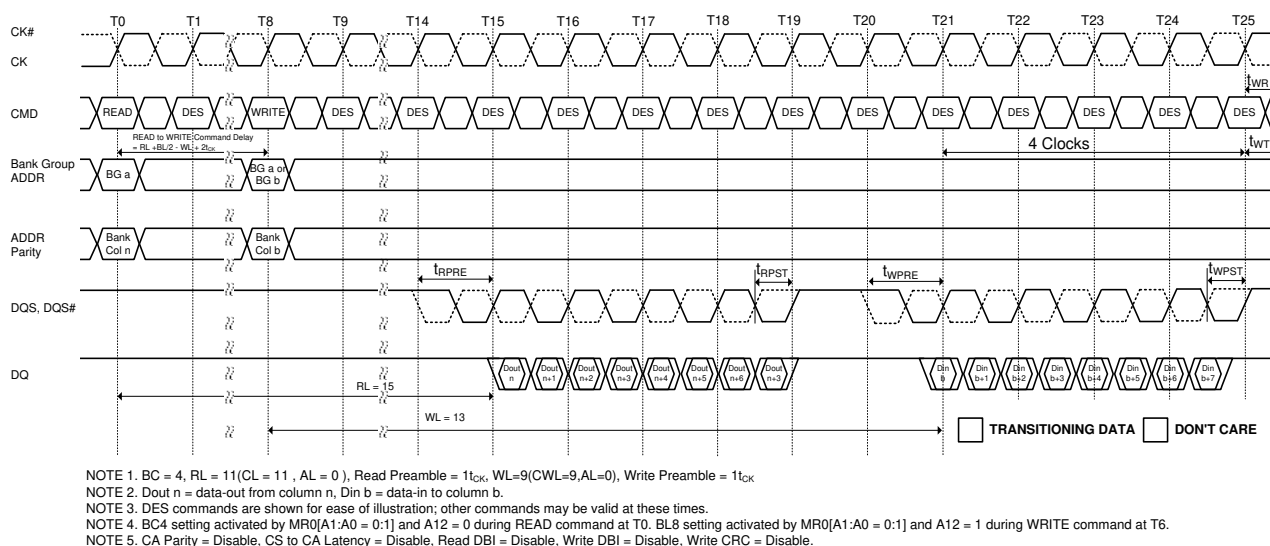 T0 T1 T8 T9 T14 T15 T16 T17 T18 T19 T20 T21 T22 T23 T24 T25
CK#
CK
tWR
CMD READ DES WRITE DES DES DES DES DES DES DES DES DES DES DES DES DES
READ to WRITE Command Delay
= RL +BL/2 - WL + 2tCK
4 Clocks
tWT
Bank Group
ADDR
BG a
BG a or
BG b
ADDR
Parity
Bank
Col n
Bank
Col b
tRPRE
tRPST
tWPRE
tWPST
DQS, DQS#
DQ
Dout
n
Dout
n+1
Dout
n+2
Dout
n+3
Dout
n+4
Dout
n+5
Dout
n+6
Dout
n+3
Din
b
Din
b+1
Din
b+2
Din
b+3
Din
b+4
Din
b+5
Din
b+6
Din
b+7
RL = 15
WL = 13
TRANSITIONING DATA
DON'T CARE
NOTE 1. BC = 4, RL = 11(CL = 11 , AL = 0 ), Read Preamble = 1tCK, WL=9(CWL=9,AL=0), Write Preamble = 1tCK
NOTE 2. Dout n = data-out from column n, Din b = data-in to column b.
NOTE 3. DES commands are shown for ease of illustration; other commands may be valid at these times.
NOTE 4. BC4 setting activated by MR0[A1:A0 = 0:1] and A12 = 0 during READ command at T0. BL8 setting activated by MR0[A1:A0 = 0:1] and A12 = 1 during WRITE command at T6.
NOTE 5. CA Parity = Disable, CS to CA Latency = Disable, Read DBI = Disable, Write DBI = Disable, Write CRC = Disable.